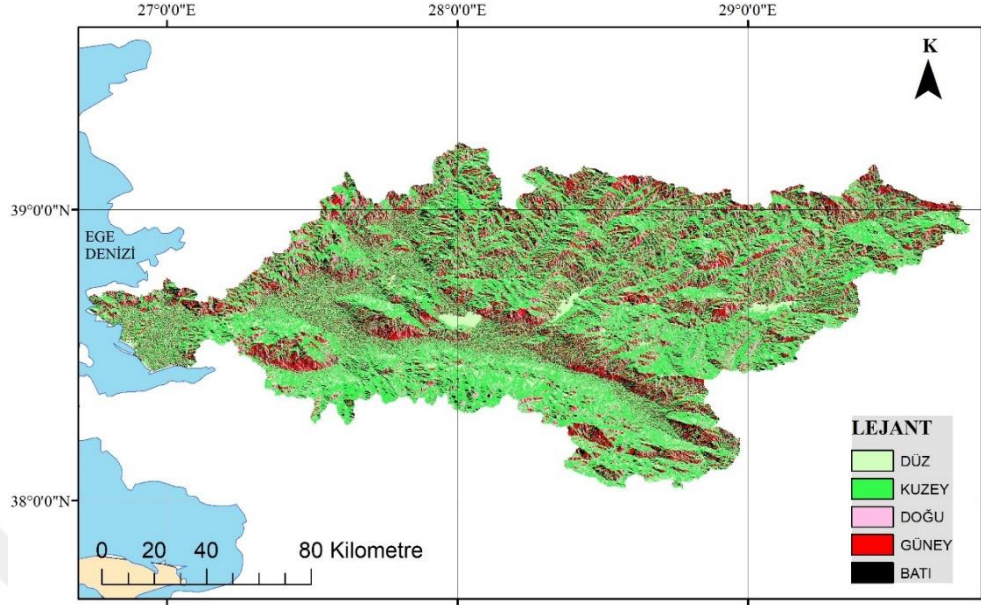 27°0'0"E
28°0'0"E
29°0'0"E
K
39°0'0"N
EGE
DENİZİ
38°0'0"N
LEJANT
DÜZ
KUZEY
DOĞU
GÜNEY
BATI
0 20 40 80 Kilometre